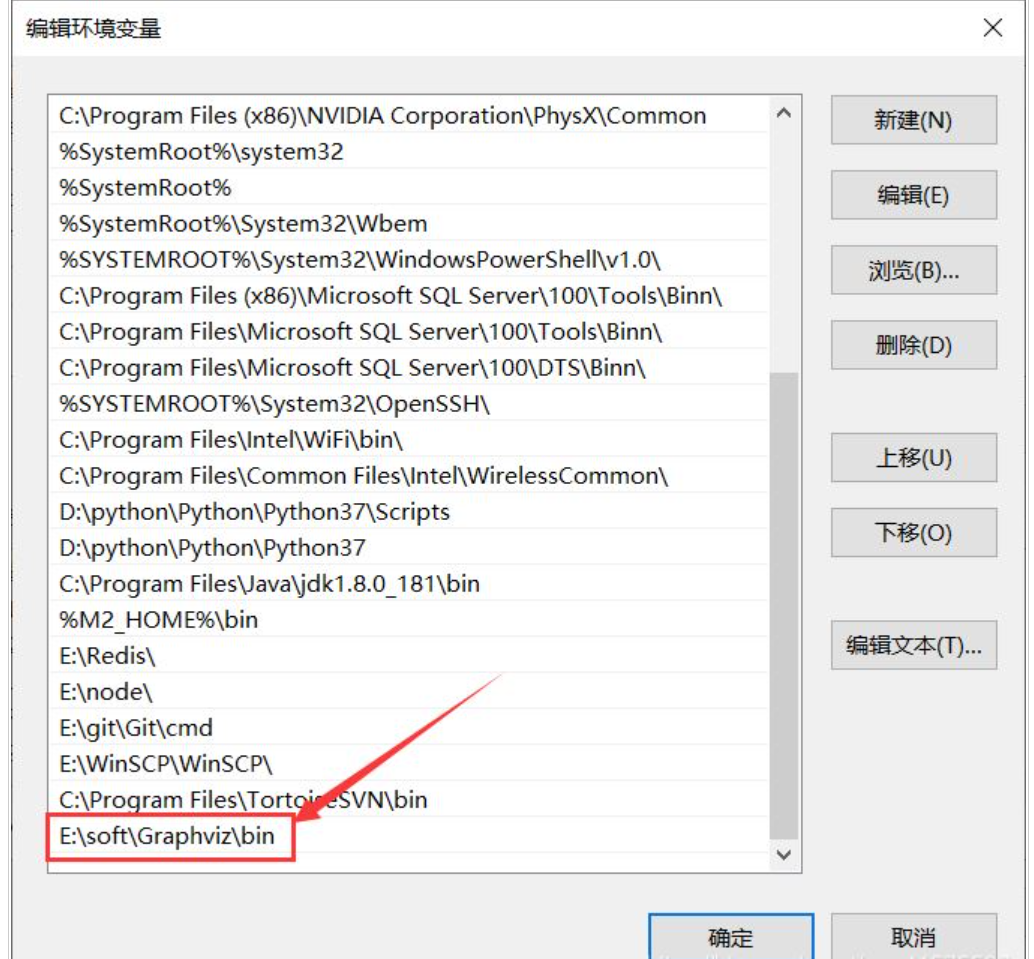 编辑环境变量
C:\Program Files (x86)\NVIDIA Corporation\PhysX\Common
%SystemRoot%\system32
%SystemRoot%
%SystemRoot%\System32\Wbem
%SYSTEMROOT%\System32\WindowsPowerShell\v1.0\
C:\Program Files (x86)\Microsoft SQL Server\100\Tools\Binn\
C:\Program Files\Microsoft SQL Server\100\Tools\Binn\
C:\Program Files\Microsoft SQL Server\100\DTS\Binn\
%SYSTEMROOT%\System32\OpenSSH\
C:\Program Files\Intel\WiFi\bin\
C:\Program Files\Common Files\Intel\WirelessCommon\
D:\python\Python\Python37\Scripts
D:\python\Python\Python37
C:\Program Files\Java\jdk1.8.0_181\bin
%M2_HOME%\bin
E:\Redis\
E:\node\
E:\git\Git\cmd
E:\WinSCP\WinSCP\
C:\Program Files\TortoiseSVN\bin
E:\soft\Graphviz\bin
新建(N)
编辑(E)
浏览(B)...
删除(D)
上移(U)
下移(O)
编辑文本(T)...
确定
取消